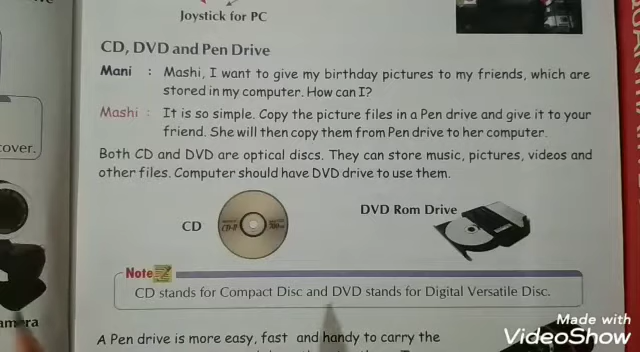 Joystick for PC
CD, DVD and Pen Drive
Mani : Mashi, I want to give my birthday pictures to my friends, which are
stored in my computer. How can I?
Mashi : It is so simple. Copy the picture files in a Pen drive and give it to your
friend. She will then copy them from Pen drive to her computer.
cover.
Both CD and DVD are optical discs. They can store music, pictures, videos and
other files. Computer should have DVD drive to use them.
CD
DVD Rom Drive
Note
CD stands for Compact Disc and DVD stands for Digital Versatile Disc.
amera
A Pen drive is more easy, fast and handy to carry the
Made with
VideoShow